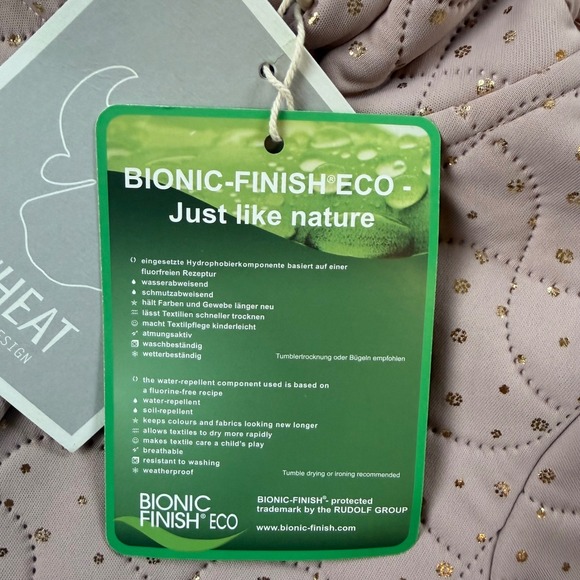 HEAT
DESIGN
BIONIC-FINISH®ECO -
Just like nature
eingesetzte Hydrophobierkomponente basiert auf einer
fluorfreien Rezeptur
wasserabweisend
schmutzabweisend
hält Farben und Gewebe länger neu
lässt Textilien schneller trocknen
macht Textilpflege kinderleicht
atmungsaktiv
waschbeständig
wetterbeständig
Tumblertrocknung oder Bügeln empfohlen
the water-repellent component used is based on
a fluorine-free recipe
water-repellent
soil-repellent
keeps colours and fabrics looking new longer
allows textiles to dry more rapidly
makes textile care a child's play
breathable
resistant to washing
weatherproof
Tumble drying or ironing recommended
BIONIC
FINISH®ECO
BIONIC-FINISH®- protected
trademark by the RUDOLF GROUP
www.bionic-finish.com